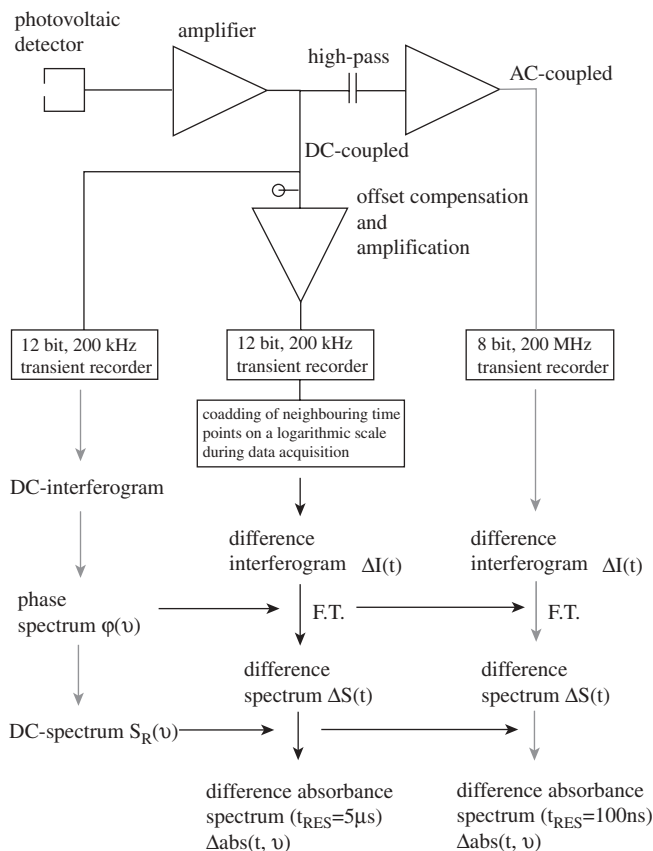 photovoltaic
detector
amplifier
high-pass
AC-coupled
DC-coupled
offset compensation
and
amplification
12 bit, 200 kHz
transient recorder
12 bit, 200 kHz
transient recorder
8 bit, 200 MHz
transient recorder
coadding of neighbouring time
points on a logarithmic scale
during data acquisition
DC-interferogram
difference
interferogram ΔI(t)
difference
interferogram ΔI(t)
phase
spectrum φ(υ)
F.T.
F.T.
difference
spectrum ΔS(t)
difference
spectrum ΔS(t)
DC-spectrum S_R(υ)
difference absorbance
spectrum (t_RES=5μs)
Δabs(t, υ)
difference absorbance
spectrum (t_RES=100ns)
Δabs(t, υ)